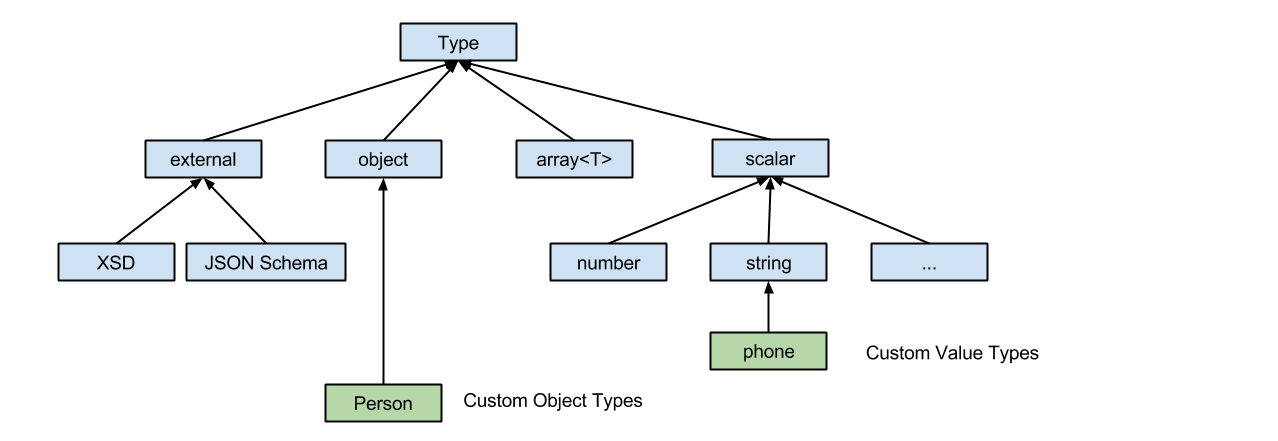 Type
external
object
array<T>
scalar
XSD
JSON Schema
number
string
...
phone
Custom Value Types
Person
Custom Object Types